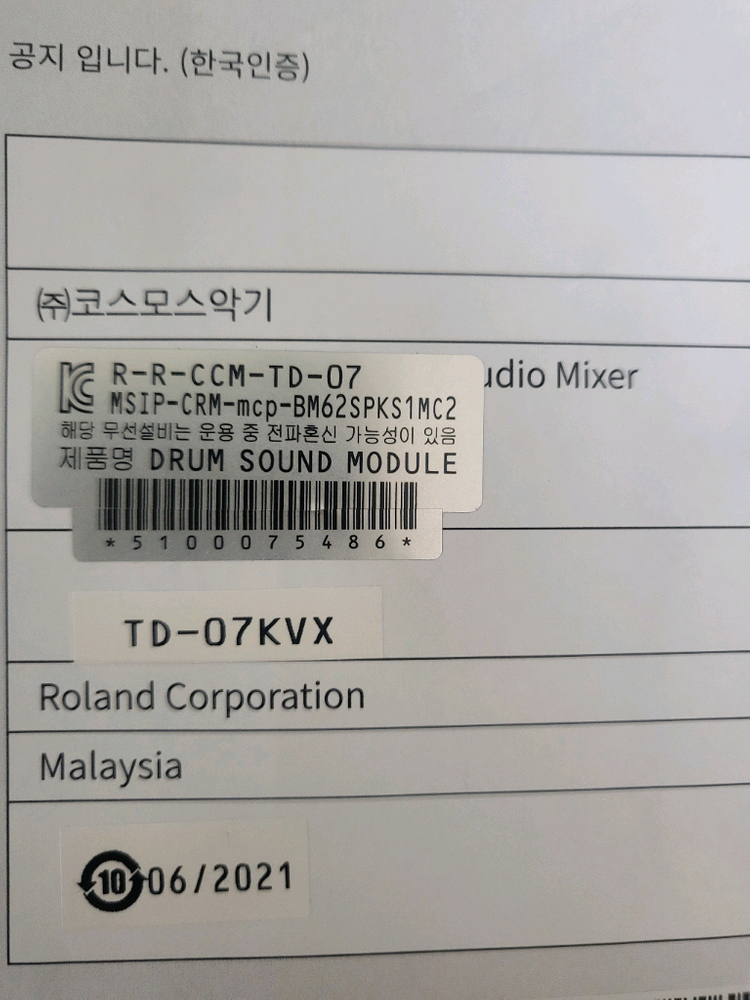 공지 입니다. (한국인증)
㈜코스모스악기
udio Mixer
R-R-CCM-TD-07
MSIP-CRM-mcp-BM62SPKS1MC2
해당 무선설비는 운용 중 전파혼신 가능성이 있음
제품명 DRUM SOUND MODULE
*5100075486*
TD-07KVX
Roland Corporation
Malaysia
10 06/2021